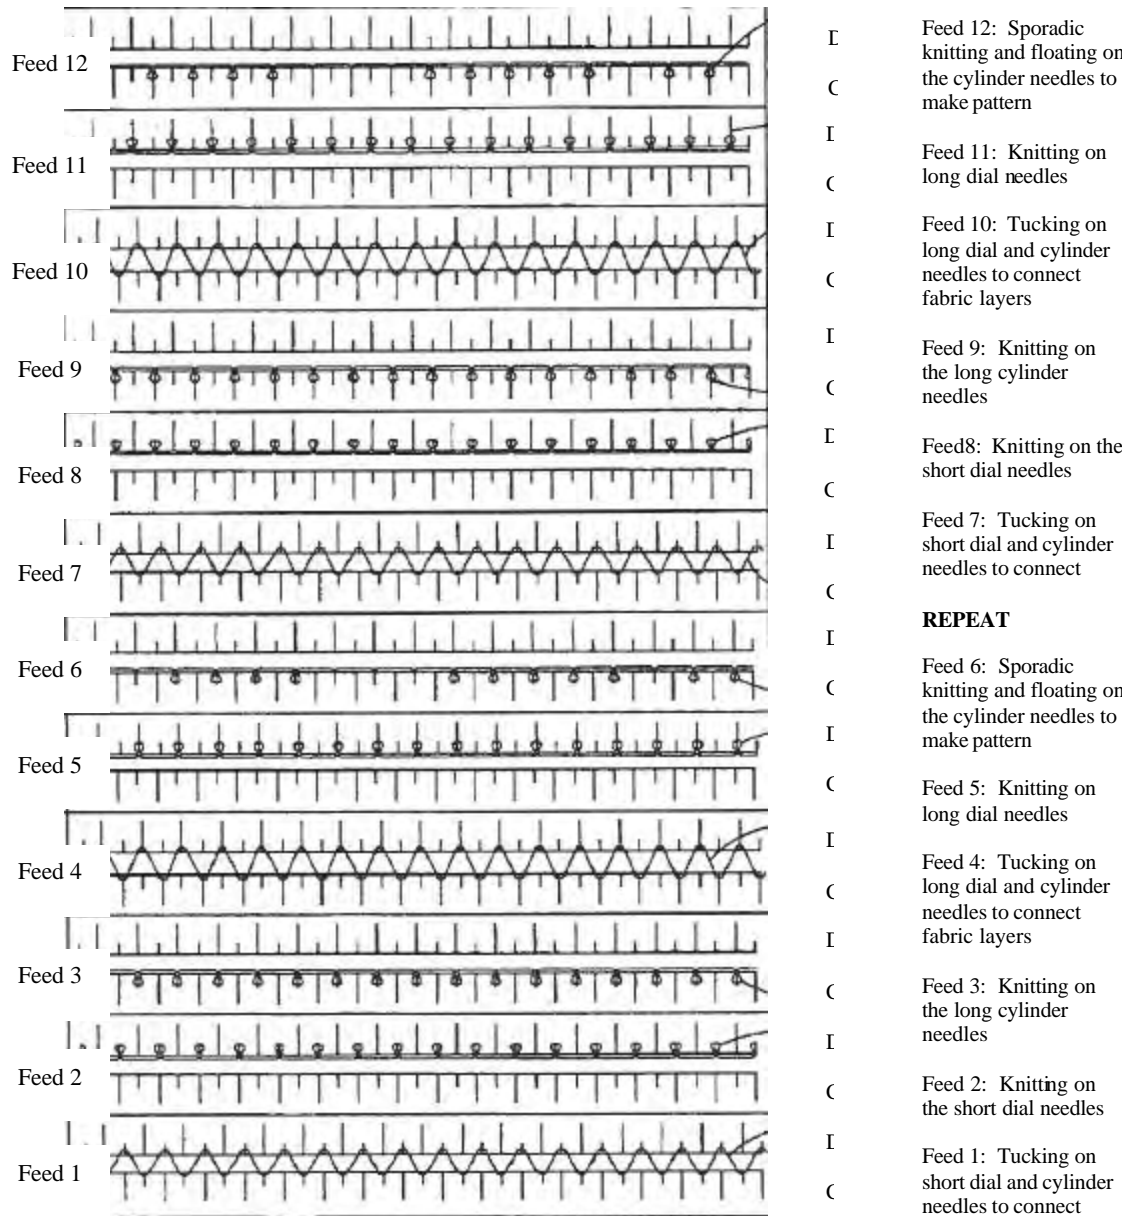 Feed 12
D
C
Feed 12: Sporadic
knitting and floating on
the cylinder needles to
make pattern
Feed 11
D
C
Feed 11: Knitting on
long dial needles
Feed 10
D
C
Feed 10: Tucking on
long dial and cylinder
needles to connect
fabric layers
Feed 9
D
C
Feed 9: Knitting on
the long cylinder
needles
Feed 8
D
C
Feed8: Knitting on the
short dial needles
Feed 7
D
C
Feed 7: Tucking on
short dial and cylinder
needles to connect
REPEAT
Feed 6
D
C
Feed 6: Sporadic
knitting and floating on
the cylinder needles to
make pattern
Feed 5
D
C
Feed 5: Knitting on
long dial needles
Feed 4
D
C
Feed 4: Tucking on
long dial and cylinder
needles to connect
fabric layers
Feed 3
D
C
Feed 3: Knitting on
the long cylinder
needles
Feed 2
D
C
Feed 2: Knitting on
the short dial needles
Feed 1
D
C
Feed 1: Tucking on
short dial and cylinder
needles to connect